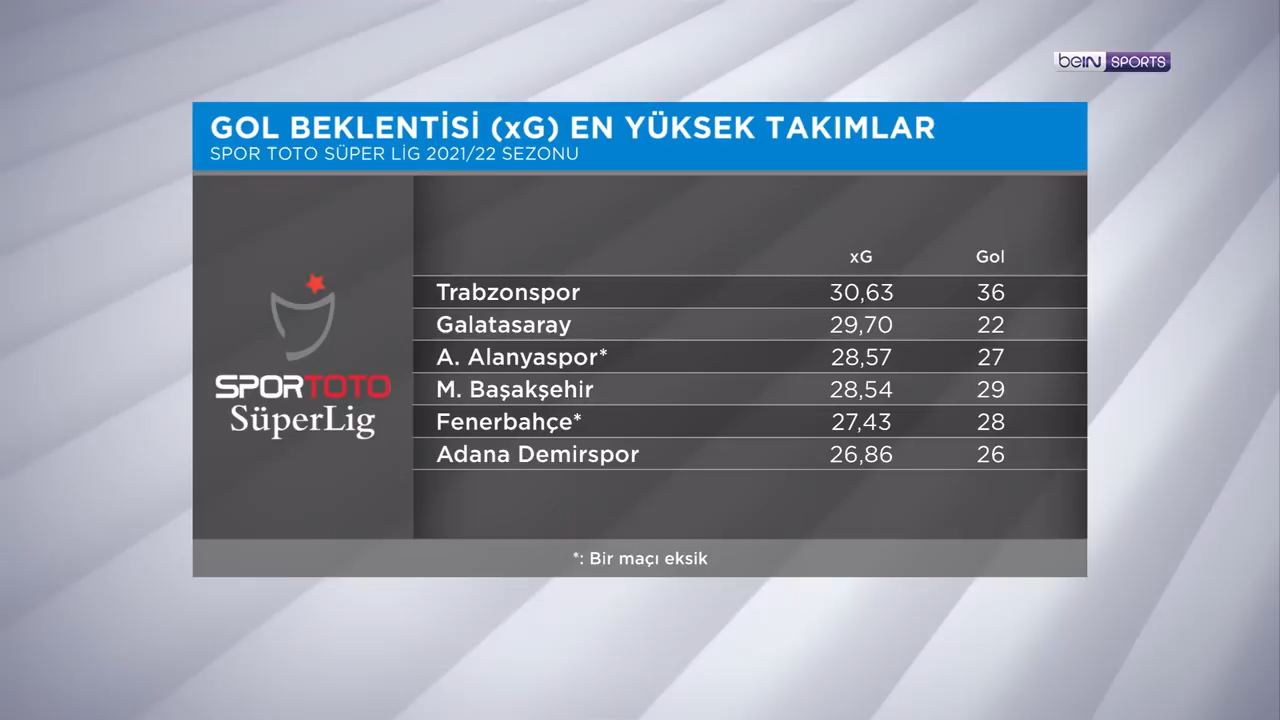 beIN SPORTS
GOL BEKLENTİSİ (xG) EN YÜKSEK TAKIMLAR
SPOR TOTO SÜPER LİG 2021/22 SEZONU
xG Gol
Trabzonspor 30,63 36
Galatasaray 29,70 22
A. Alanyaspor* 28,57 27
M. Başakşehir 28,54 29
Fenerbahçe* 27,43 28
Adana Demirspor 26,86 26
SPORTOTO
SüperLig
*: Bir maçı eksik